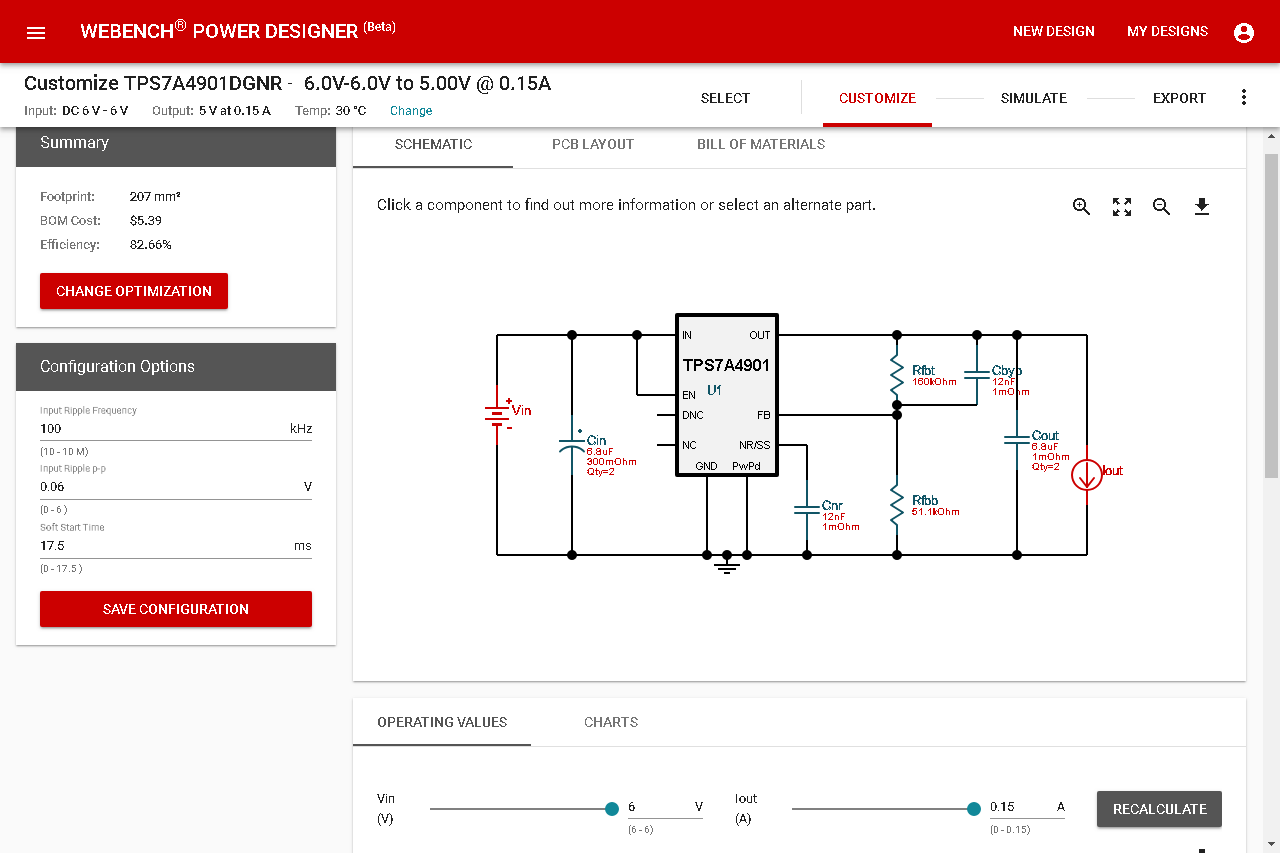 WEBENCH® POWER DESIGNER (Beta)
NEW DESIGN
MY DESIGNS
Customize TPS7A4901DGNR - 6.0V-6.0V to 5.00V @ 0.15A
Input: DC 6 V - 6 V Output: 5 V at 0.15 A Temp: 30 °C Change
SELECT
CUSTOMIZE
SIMULATE
EXPORT
Summary
Footprint: 207 mm²
BOM Cost: $5.39
Efficiency: 82.66%
CHANGE OPTIMIZATION
Configuration Options
Input Ripple Frequency
100 kHz
(10 - 10 M)
Input Ripple p-p
0.06 V
(0 - 6 )
Soft Start Time
17.5 ms
(0 - 17.5 )
SAVE CONFIGURATION
SCHEMATIC
PCB LAYOUT
BILL OF MATERIALS
Click a component to find out more information or select an alternate part.
Vin
Cin
6.8uF
300mOhm
Qty=2
IN
OUT
TPS7A4901
U1
EN
DNC
FB
NC
NR/SS
GND
PwPd
Cnr
12nF
1mOhm
Rfbt
160kOhm
Cbyp
12nF
1mOhm
Rfbb
51.1kOhm
Cout
6.8uF
1mOhm
Qty=2
Iout
OPERATING VALUES
CHARTS
Vin
(V)
6 V
(6 - 6)
Iout
(A)
0.15 A
(0 - 0.15)
RECALCULATE